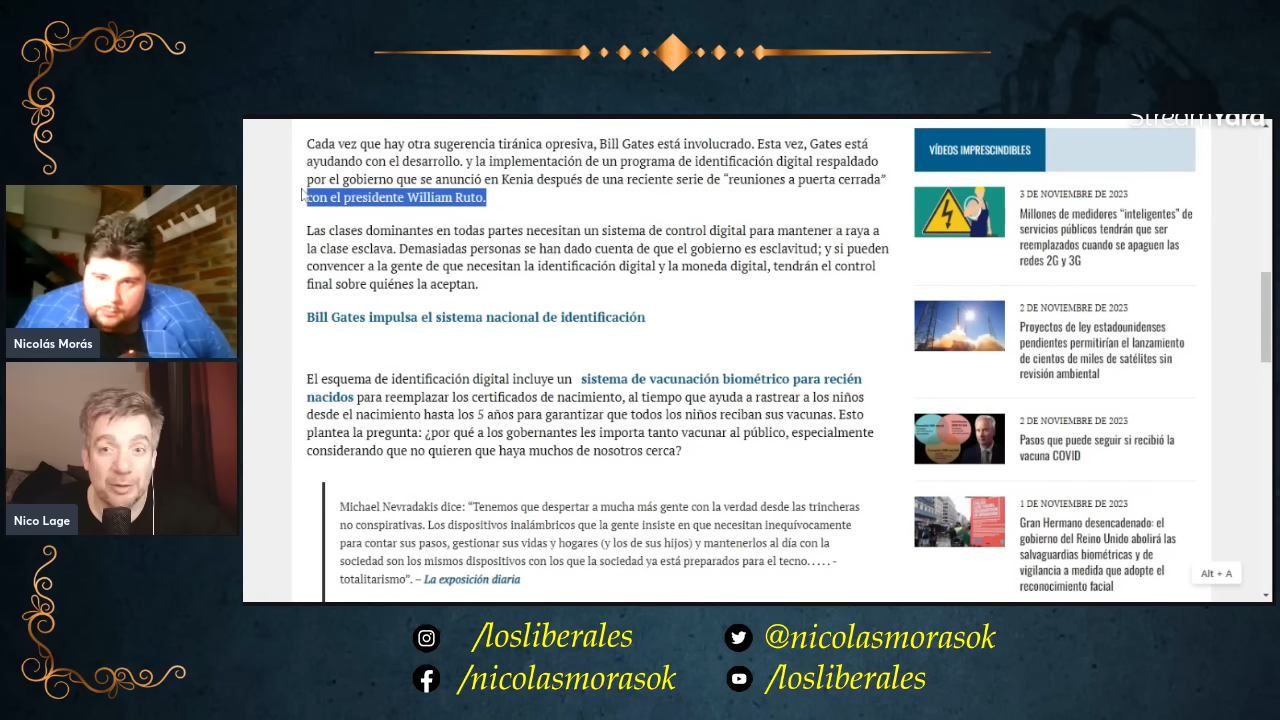 StreamYard
Cada vez que hay otra sugerencia tiránica opresiva, Bill Gates está involucrado. Esta vez, Gates está
ayudando con el desarrollo. y la implementación de un programa de identificación digital respaldado
por el gobierno que se anunció en Kenia después de una reciente serie de “reuniones a puerta cerrada”
con el presidente William Ruto.
Las clases dominantes en todas partes necesitan un sistema de control digital para mantener a raya a
la clase esclava. Demasiadas personas se han dado cuenta de que el gobierno es esclavitud; y si pueden
convencer a la gente de que necesitan la identificación digital y la moneda digital, tendrán el control
final sobre quiénes la aceptan.
Bill Gates impulsa el sistema nacional de identificación
El esquema de identificación digital incluye un sistema de vacunación biométrico para recién
nacidos para reemplazar los certificados de nacimiento, al tiempo que ayuda a rastrear a los niños
desde el nacimiento hasta los 5 años para garantizar que todos los niños reciban sus vacunas. Esto
plantea la pregunta: ¿por qué a los gobernantes les importa tanto vacunar al público, especialmente
considerando que no quieren que haya muchos de nosotros cerca?
Michael Nevradakis dice: “Tenemos que despertar a mucha más gente con la verdad desde las trincheras
no conspirativas. Los dispositivos inalámbricos que la gente insiste en que necesitan inequívocamente
para contar sus pasos, gestionar sus vidas y hogares (y los de sus hijos) y mantenerlos al día con la
sociedad son los mismos dispositivos con los que la sociedad ya está preparados para el tecno. . . . . -
totalitarismo”. – La exposición diaria
VÍDEOS IMPRESCINDIBLES
3 DE NOVIEMBRE DE 2023
Millones de medidores “inteligentes” de
servicios públicos tendrán que ser
reemplazados cuando se apaguen las
redes 2G y 3G
2 DE NOVIEMBRE DE 2023
Proyectos de ley estadounidenses
pendientes permitirían el lanzamiento
de cientos de miles de satélites sin
revisión ambiental
2 DE NOVIEMBRE DE 2023
Pasos que puede seguir si recibió la
vacuna COVID
1 DE NOVIEMBRE DE 2023
Gran Hermano desencadenado: el
gobierno del Reino Unido abolirá las
salvaguardias biométricas y de
vigilancia a medida que adopte el
reconocimiento facial
Alt + A
Nicolás Morás
Nico Lage
/losliberales
@nicolasmorasok
/nicolasmorasok
/losliberales